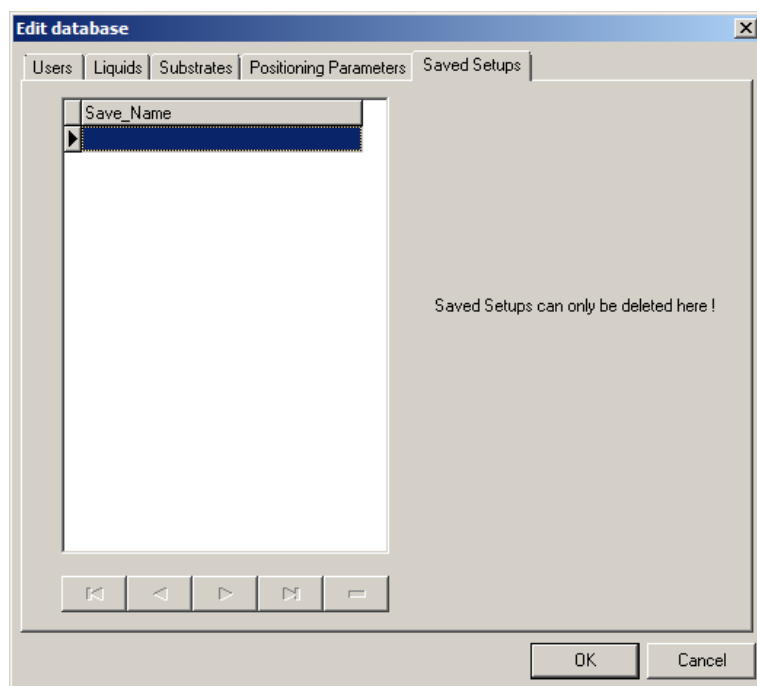 Edit database
Users Liquids Substrates Positioning Parameters Saved Setups
Save_Name
Saved Setups can only be deleted here !
OK Cancel